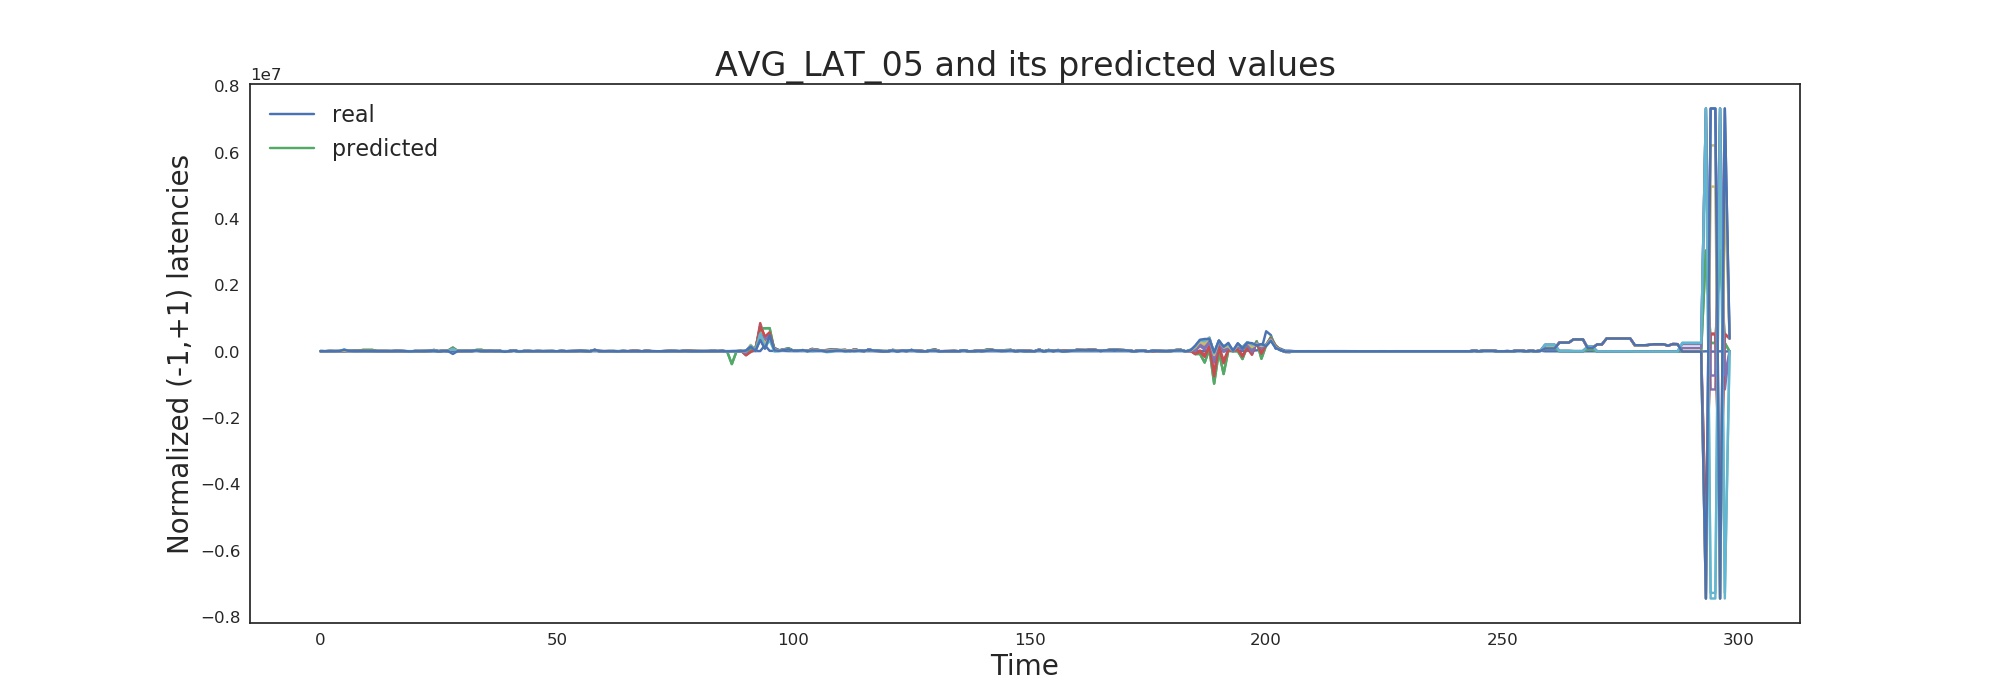 AVG_LAT_05 and its predicted values
1e7
0.8
0.6
0.4
0.2
0.0
−0.2
−0.4
−0.6
−0.8
Normalized (-1,+1) latencies
real
predicted
0 50 100 150 200 250 300
Time